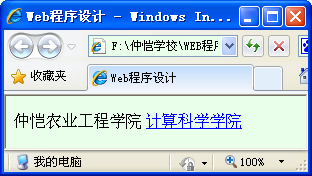 Web程序设计 - Windows In...
F:\仲恺学校\WEB程序
收藏夹 Web程序设计
仲恺农业工程学院 计算科学学院
我的电脑 100%